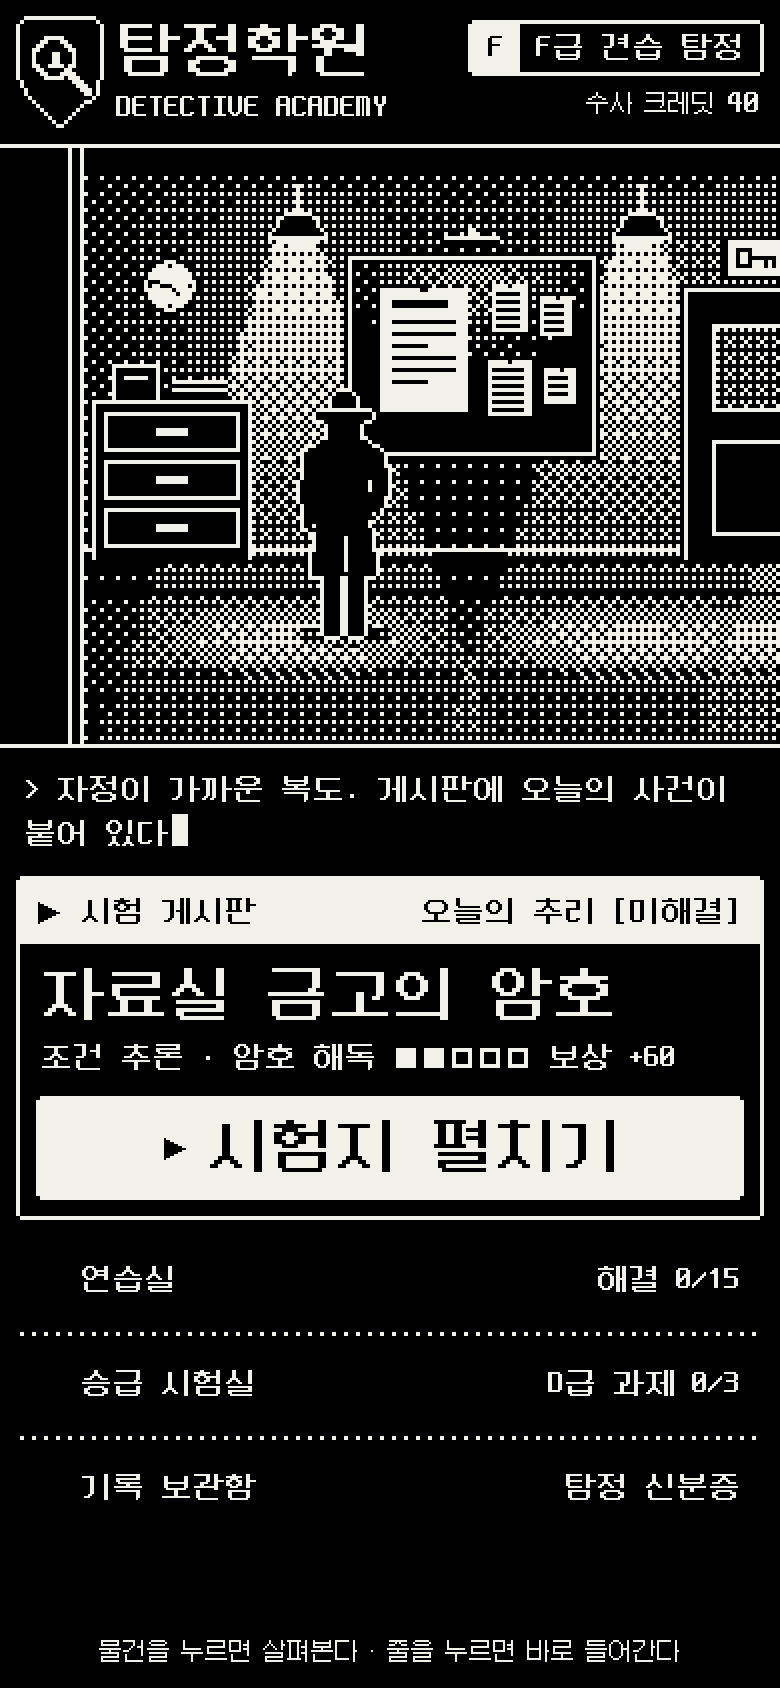 탐정학원
DETECTIVE ACADEMY
F F급 견습 탐정
수사 크레딧 40
> 자정이 가까운 복도. 게시판에 오늘의 사건이
붙어 있다
▶ 시험 게시판 오늘의 추리 [미해결]
자료실 금고의 암호
조건 추론 · 암호 해독 ■■□□□ 보상 +60
▶ 시험지 펼치기
연습실 해결 0/15
승급 시험실 D급 과제 0/3
기록 보관함 탐정 신분증
물건을 누르면 살펴본다 · 줄을 누르면 바로 들어간다